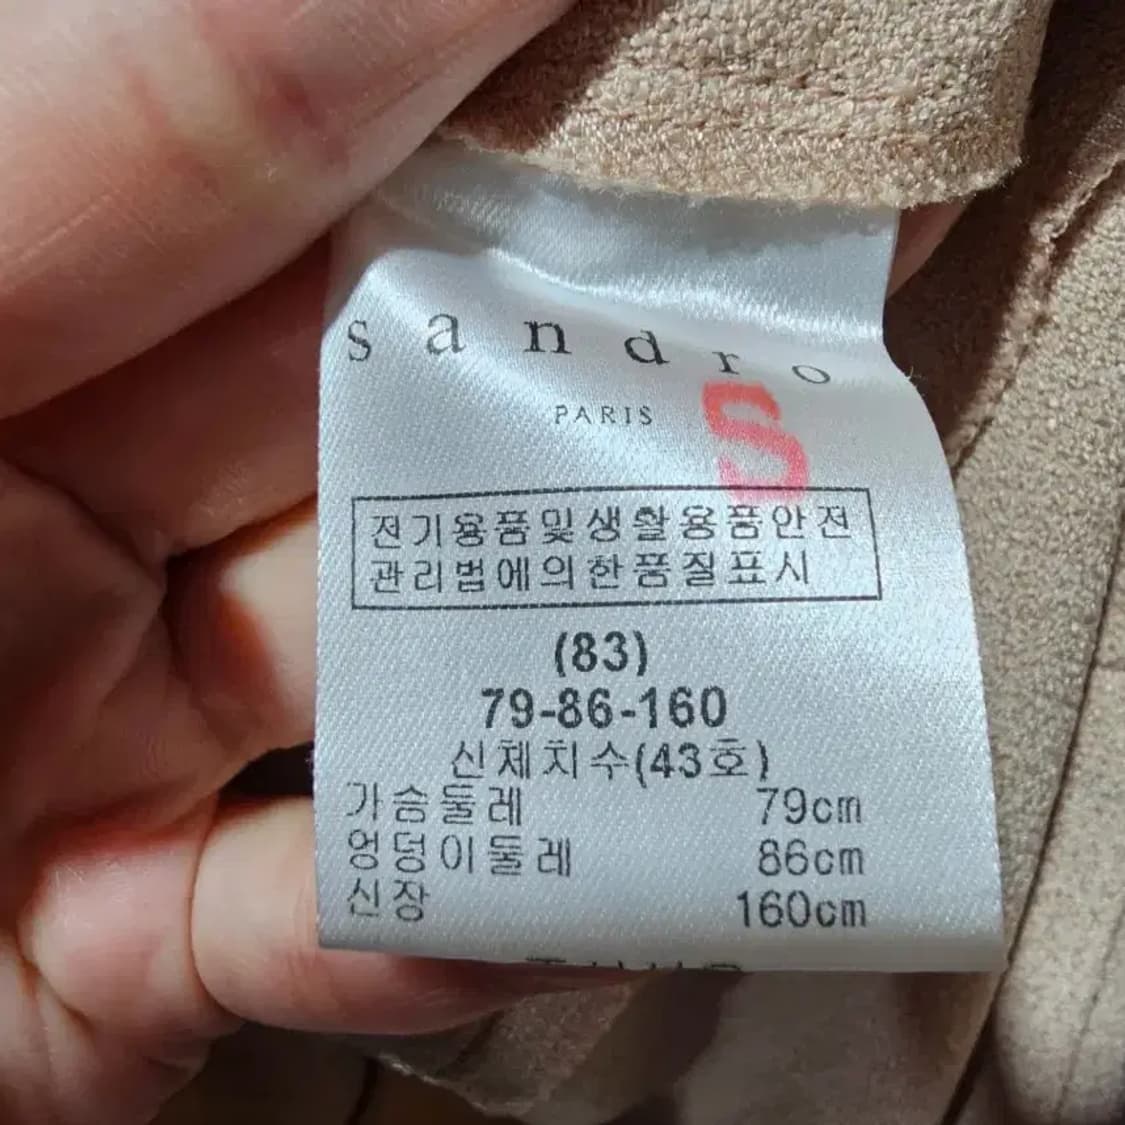 sandro
PARIS
S
전기용품및생활용품안전
관리법에의한품질표시
(83)
79-86-160
신체치수(43호)
가슴둘레 79cm
엉덩이둘레 86cm
신장 160cm